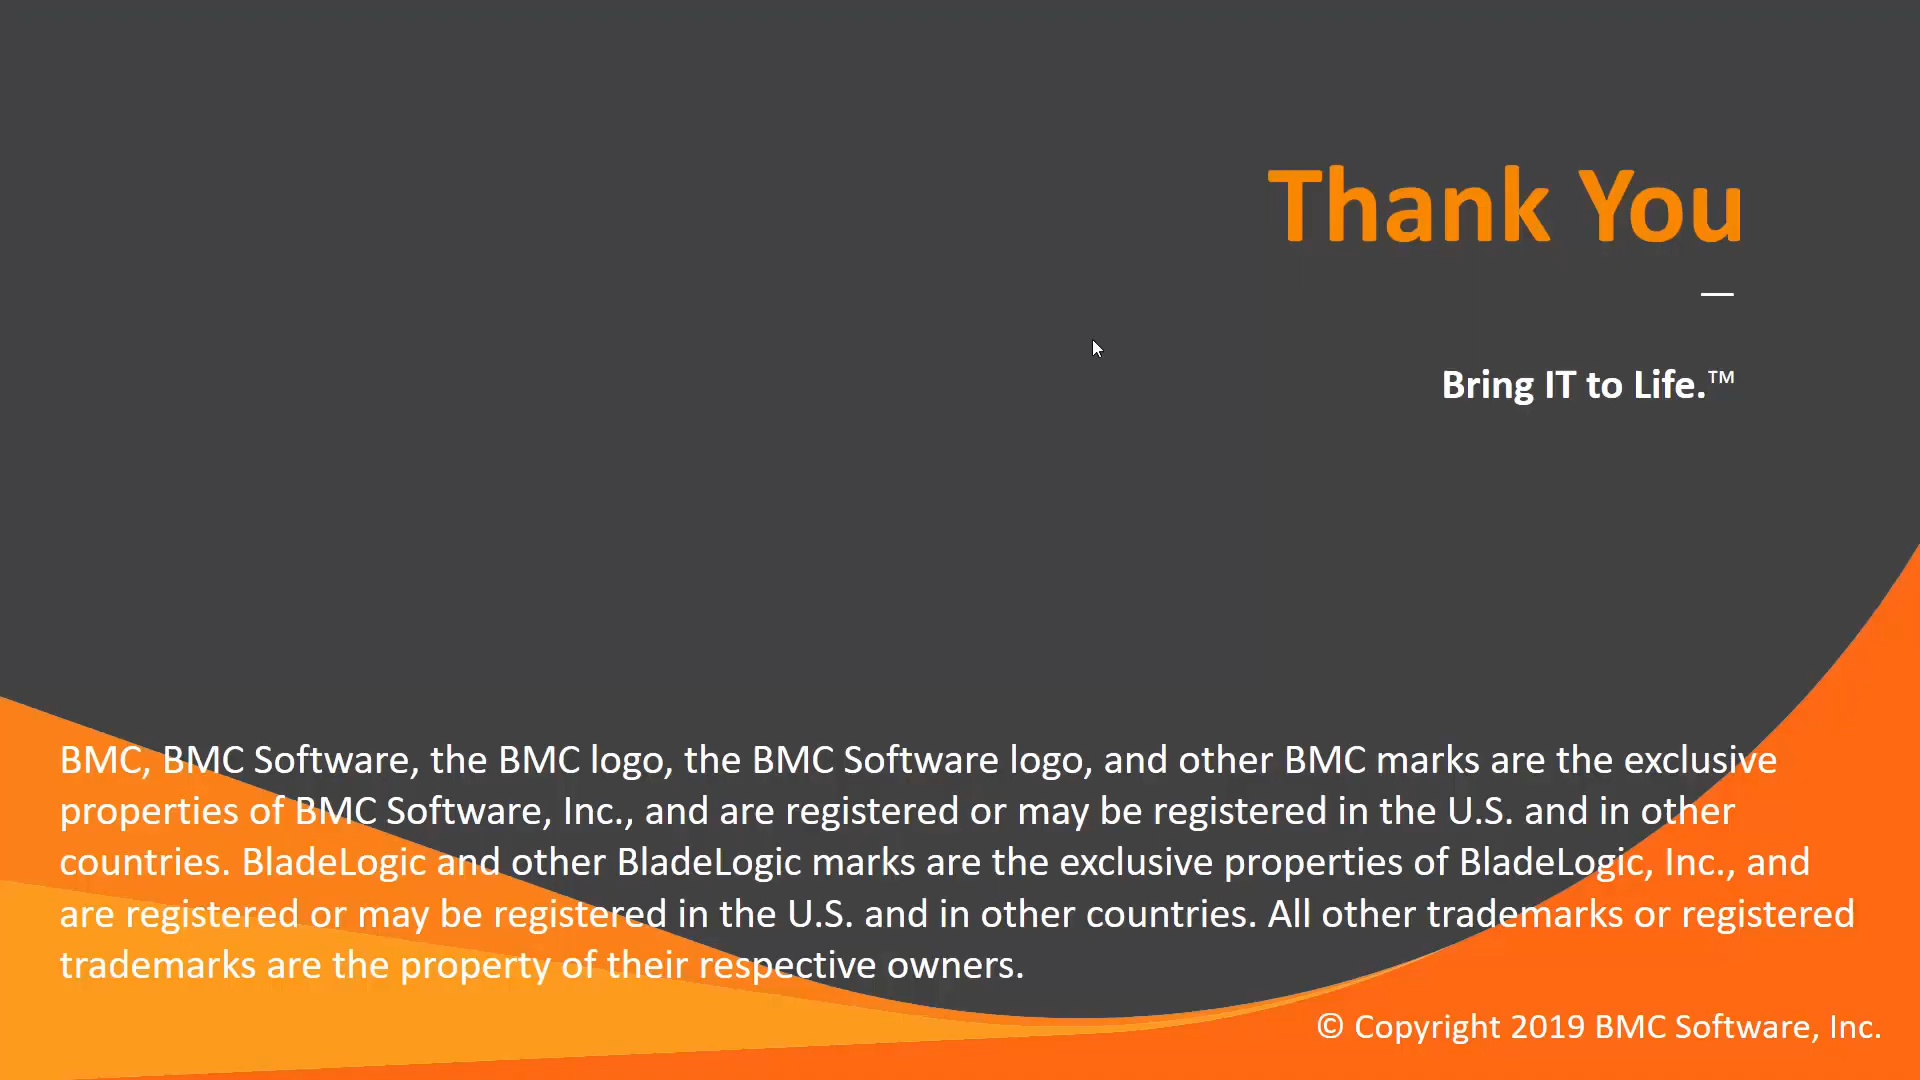 Thank You
Bring IT to Life.™
BMC, BMC Software, the BMC logo, the BMC Software logo, and other BMC marks are the exclusive
properties of BMC Software, Inc., and are registered or may be registered in the U.S. and in other
countries. BladeLogic and other BladeLogic marks are the exclusive properties of BladeLogic, Inc., and
are registered or may be registered in the U.S. and in other countries. All other trademarks or registered
trademarks are the property of their respective owners.
© Copyright 2019 BMC Software, Inc.